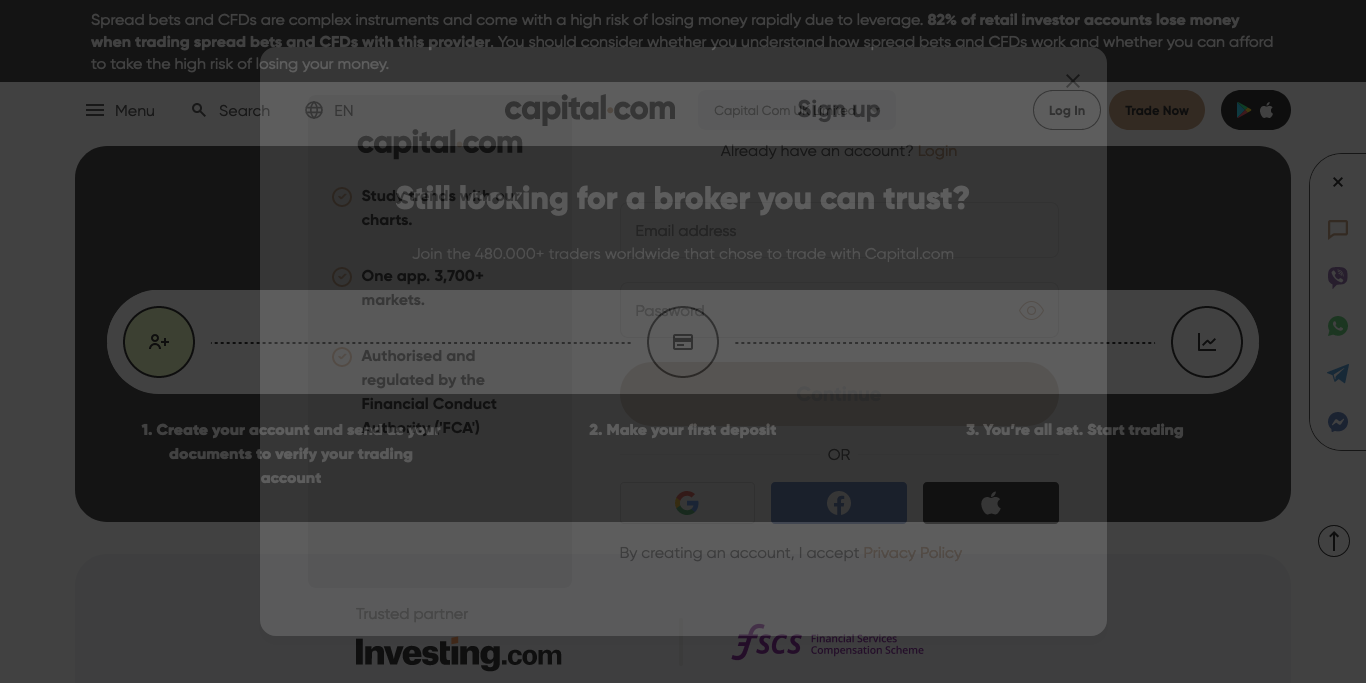 Spread bets and CFDs are complex instruments and come with a high risk of losing money rapidly due to leverage. 82% of retail investor accounts lose money
when trading spread bets and CFDs with this provider. You should consider whether you understand how spread bets and CFDs work and whether you can afford
to take the high risk of losing your money.
Menu
Search
EN
capital.com
Capital Com UK Limited
Log In
Trade Now
Sign up
Already have an account? Login
capital.com
Study trends with our
charts.
One app. 3,700+
markets.
Authorised and
regulated by the
Financial Conduct
Authority ('FCA')
Still looking for a broker you can trust?
Join the 480.000+ traders worldwide that chose to trade with Capital.com
Email address
Password
Continue
OR
By creating an account, I accept Privacy Policy
1. Create your account and send us your
documents to verify your trading
account
2. Make your first deposit
3. You’re all set. Start trading
Trusted partner
Investing.com
fscs Financial Services
Compensation Scheme